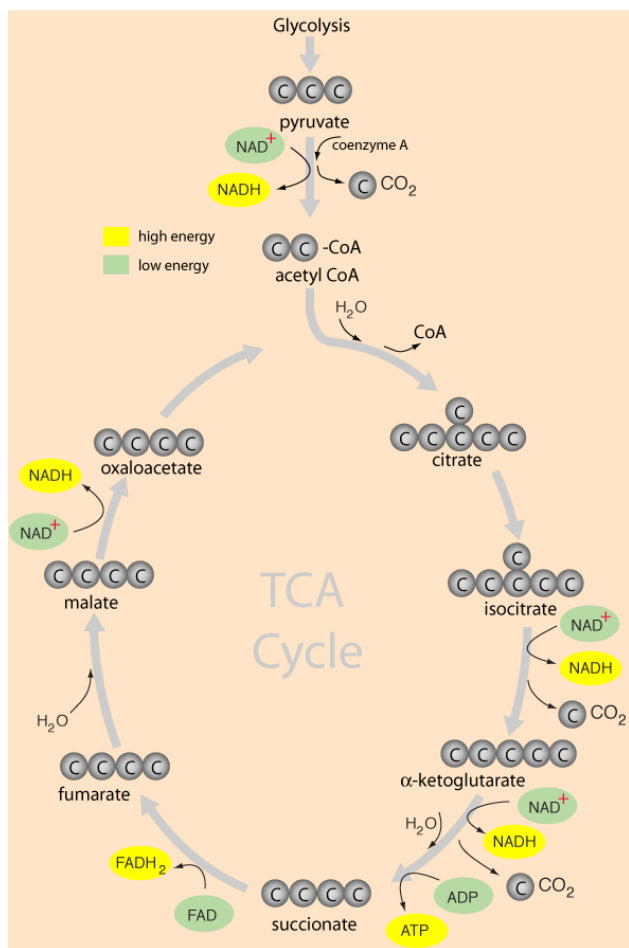 Glycolysis
C C C
pyruvate
NAD+
coenzyme A
NADH
C CO2
high energy
low energy
C C -CoA
acetyl CoA
H2O
CoA
C
C C C C C
citrate
C C C C
oxaloacetate
NADH
NAD+
C C C C
malate
TCA
Cycle
C
C C C C C
isocitrate
NAD+
NADH
C CO2
H2O
C C C C
fumarate
C C C C C
α-ketoglutarate
NAD+
H2O
NADH
C CO2
FADH2
FAD
C C C C
succionate
ADP
ATP